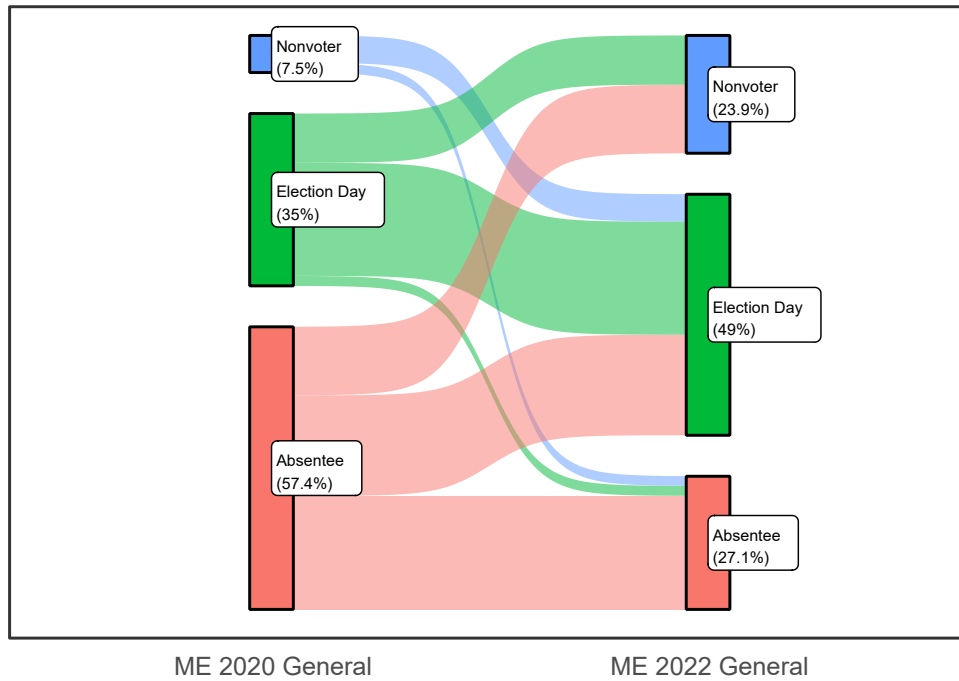 Nonvoter
(7.5%)
Election Day
(35%)
Absentee
(57.4%)
Nonvoter
(23.9%)
Election Day
(49%)
Absentee
(27.1%)
ME 2020 General
ME 2022 General